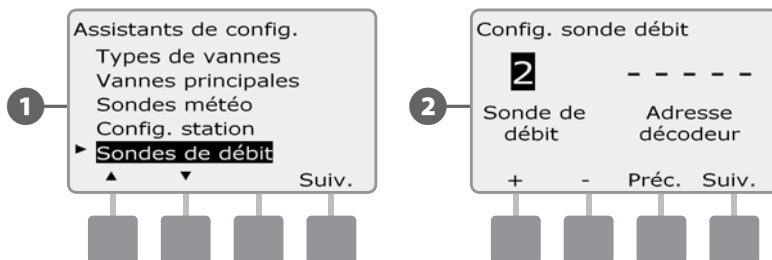 1
Assistants de config.
Types de vannes
Vannes principales
Sondes météo
Config. station
Sondes de débit
Suiv.
2
Config. sonde débit
2 - - - - -
Sonde de débit
Adresse décodeur
+ - Préc. Suiv.